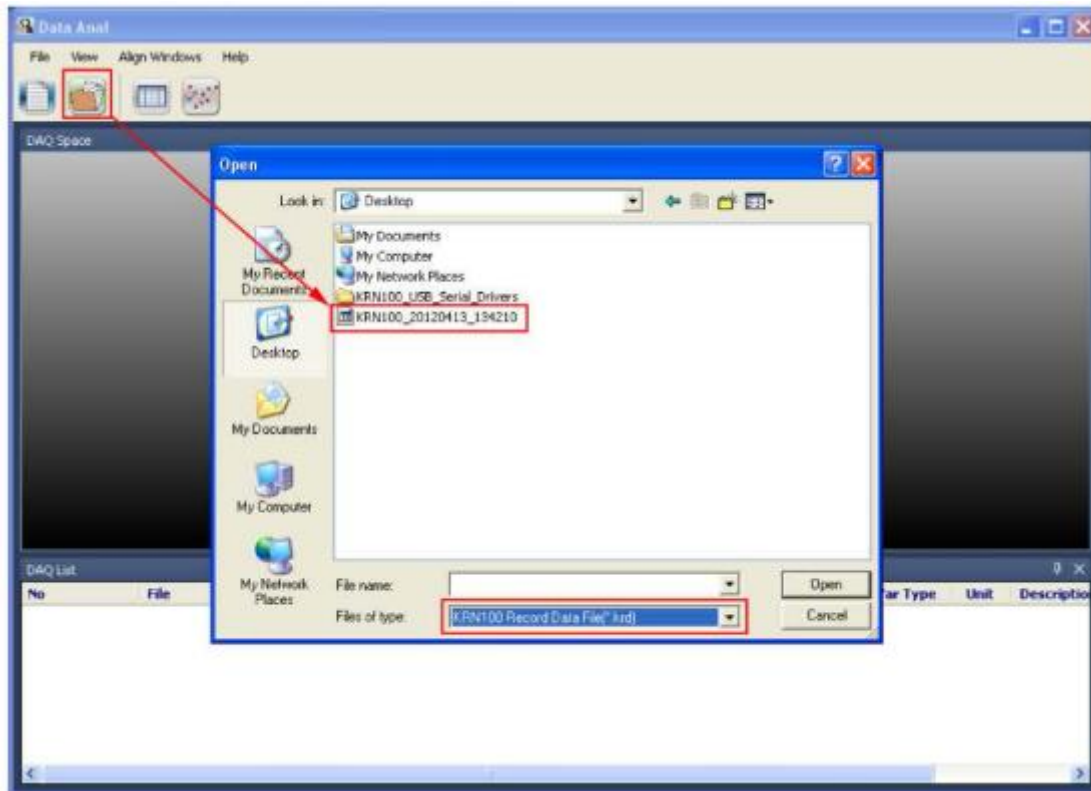 Data Anal
File View Align Windows Help
DAQ Space
Open
Look in: Desktop
My Documents
My Computer
My Network Places
KRN100_USB_Serial_Drivers
KRN100_20120413_134210
My Recent Documents
Desktop
My Documents
My Computer
My Network Places
File name: Open
Files of type: KRN100 Record Data File(*.krd) Cancel
DAQ List
No File Var Type Unit Descriptio